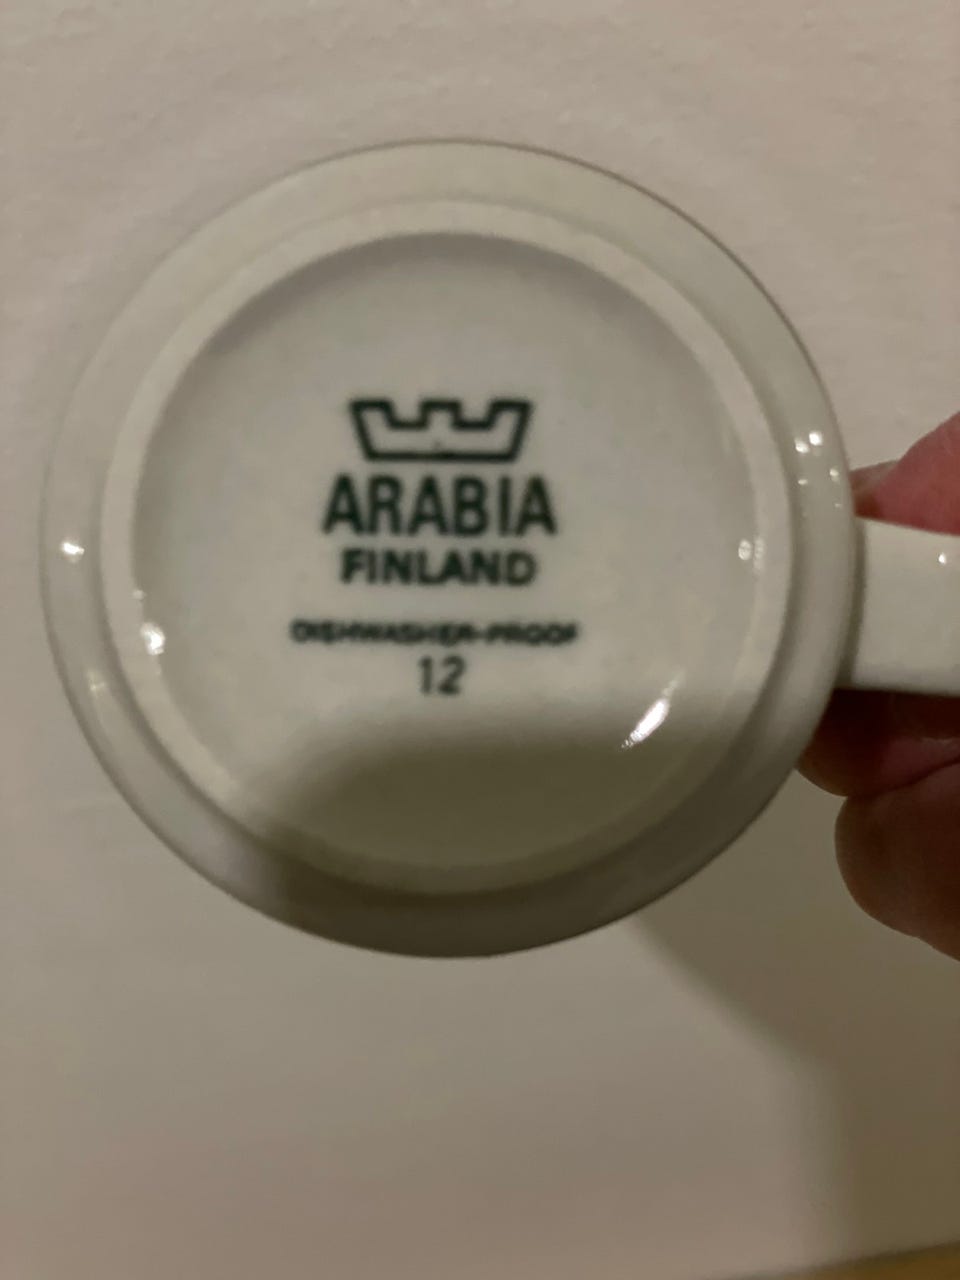 ARABIA
FINLAND
DISHWASHER-PROOF
12